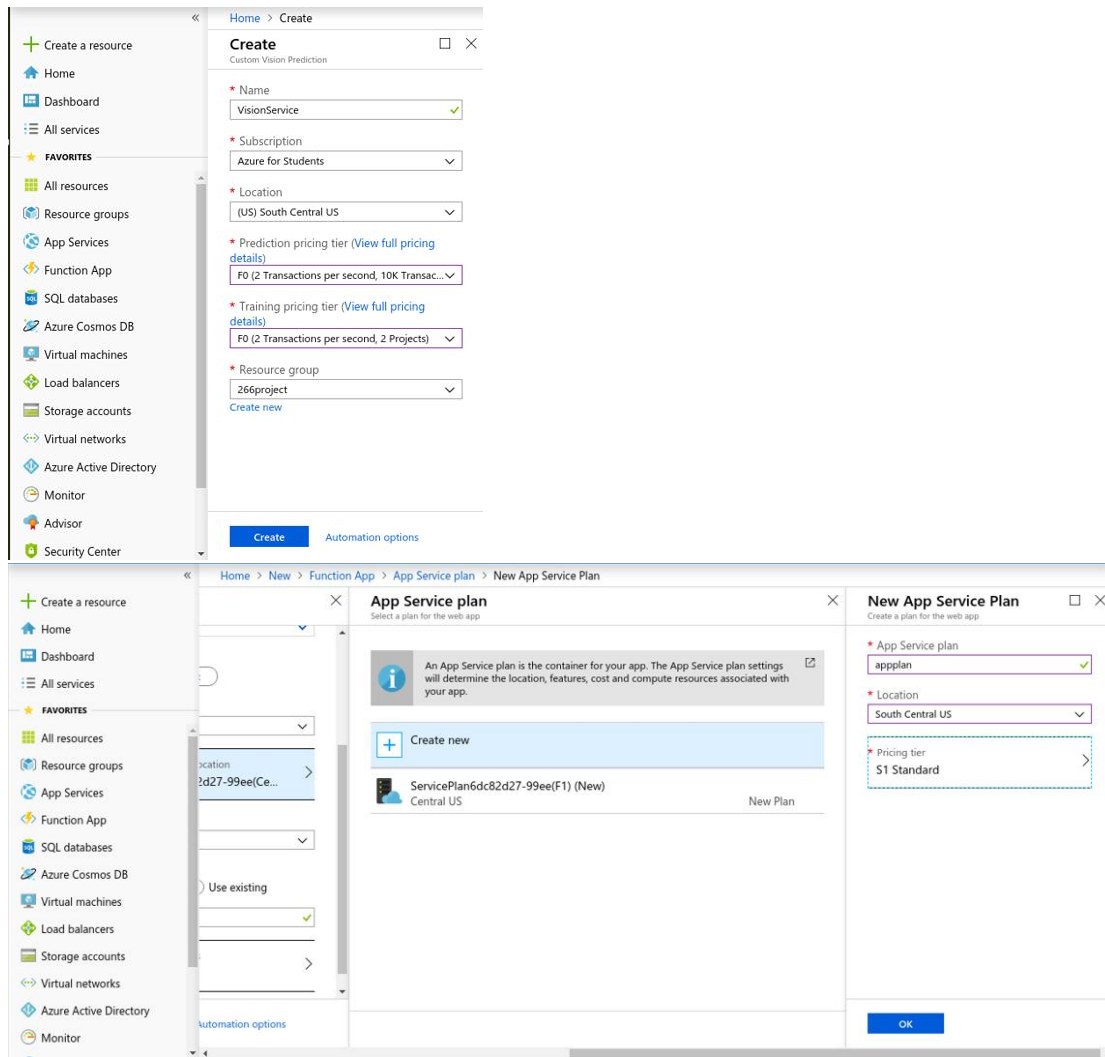 «
Create a resource
Home
Dashboard
All services
FAVORITES
All resources
Resource groups
App Services
Function App
SQL databases
Azure Cosmos DB
Virtual machines
Load balancers
Storage accounts
Virtual networks
Azure Active Directory
Monitor
Advisor
Security Center
Home > Create
Create
Custom Vision Prediction
* Name
VisionService
* Subscription
Azure for Students
* Location
(US) South Central US
* Prediction pricing tier (View full pricing
details)
F0 (2 Transactions per second, 10K Transac...
* Training pricing tier (View full pricing
details)
F0 (2 Transactions per second, 2 Projects)
* Resource group
266project
Create new
Create
Automation options
«
Create a resource
Home
Dashboard
All services
FAVORITES
All resources
Resource groups
App Services
Function App
SQL databases
Azure Cosmos DB
Virtual machines
Load balancers
Storage accounts
Virtual networks
Azure Active Directory
Monitor
Home > New > Function App > App Service plan > New App Service Plan
2d27-99ee(Ce...
Use existing
Automation options
App Service plan
Select a plan for the web app
An App Service plan is the container for your app. The App Service plan settings
will determine the location, features, cost and compute resources associated with
your app.
Create new
ServicePlan6dc82d27-99ee(F1) (New)
Central US
New Plan
New App Service Plan
Create a plan for the web app
* App Service plan
appplan
* Location
South Central US
* Pricing tier
S1 Standard
OK